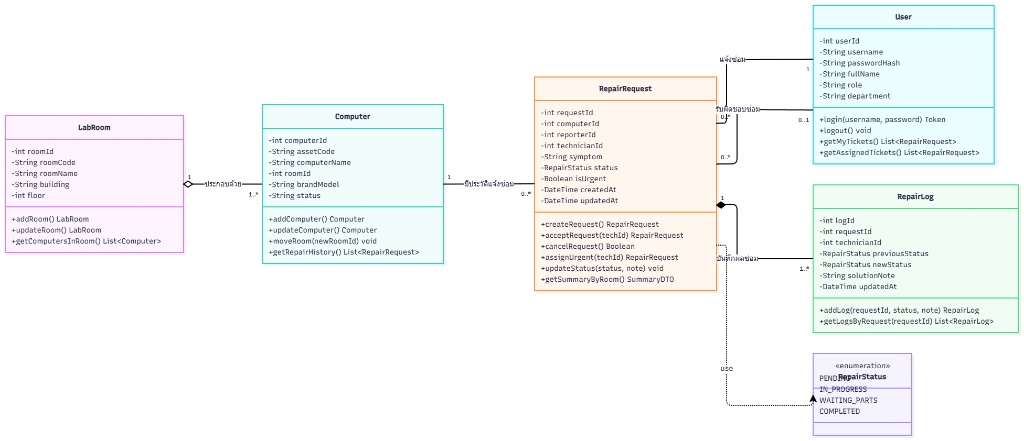 LabRoom
-int roomId
-String roomCode
-String roomName
-String building
-int floor
+addRoom() LabRoom
+updateRoom() LabRoom
+getComputersInRoom() List<Computer>
1
ประกอบด้วย
1..*
Computer
-int computerId
-String assetCode
-String computerName
-int roomId
-String brandModel
-String status
+addComputer() Computer
+updateComputer() Computer
+moveRoom(newRoomId) void
+getRepairHistory() List<RepairRequest>
1
มีประวัติแจ้งซ่อม
0..*
RepairRequest
-int requestId
-int computerId
-int reporterId
-int technicianId
-String symptom
-RepairStatus status
-Boolean isUrgent
-DateTime createdAt
-DateTime updatedAt
+createRequest() RepairRequest
+acceptRequest(techId) RepairRequest
+cancelRequest() Boolean
+assignUrgent(techId) RepairRequest
+updateStatus(status, note) void
+getSummaryByRoom() SummaryDTO
แจ้งซ่อม
1
0..*
รับผิดชอบซ่อม
0..1
0..*
1
บันทึกผลซ่อม
1..*
use
User
-int userId
-String username
-String passwordHash
-String fullName
-String role
-String department
+login(username, password) Token
+logout() void
+getMyTickets() List<RepairRequest>
+getAssignedTickets() List<RepairRequest>
RepairLog
-int logId
-int requestId
-int technicianId
-RepairStatus previousStatus
-RepairStatus newStatus
-String solutionNote
-DateTime updatedAt
+addLog(requestId, status, note) RepairLog
+getLogsByRequest(requestId) List<RepairLog>
«enumeration»
RepairStatus
PENDING
IN_PROGRESS
WAITING_PARTS
COMPLETED